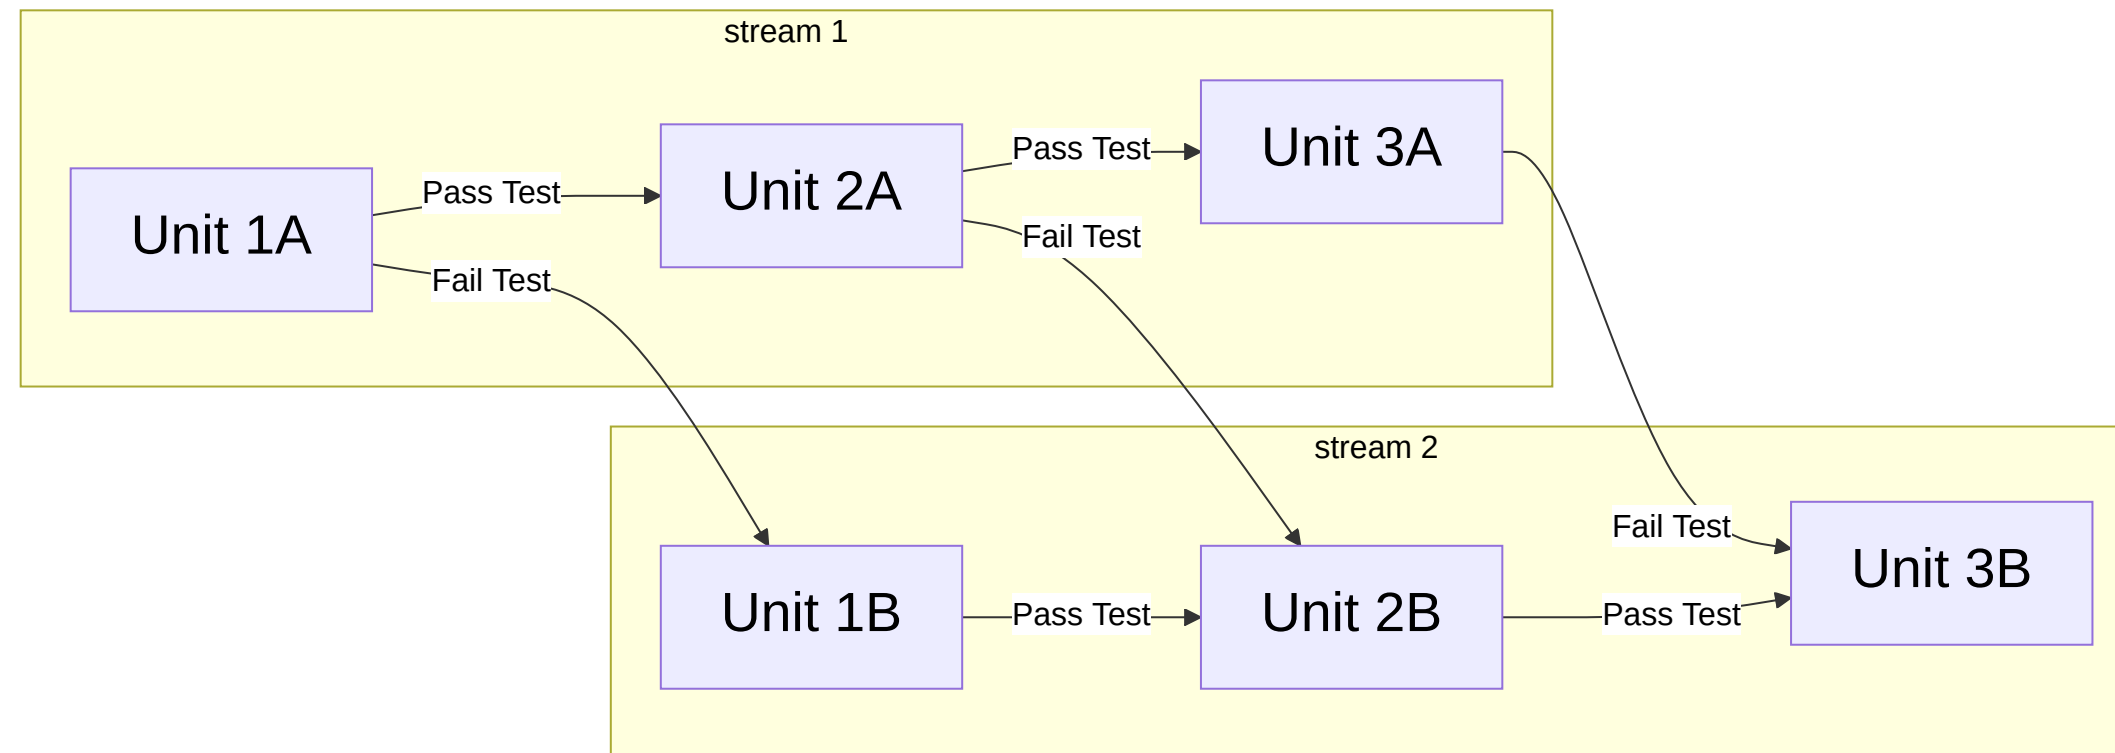 stream 1
Unit 1A
Pass Test
Fail Test
Unit 2A
Pass Test
Fail Test
Unit 3A
stream 2
Unit 1B
Pass Test
Unit 2B
Fail Test
Pass Test
Unit 3B